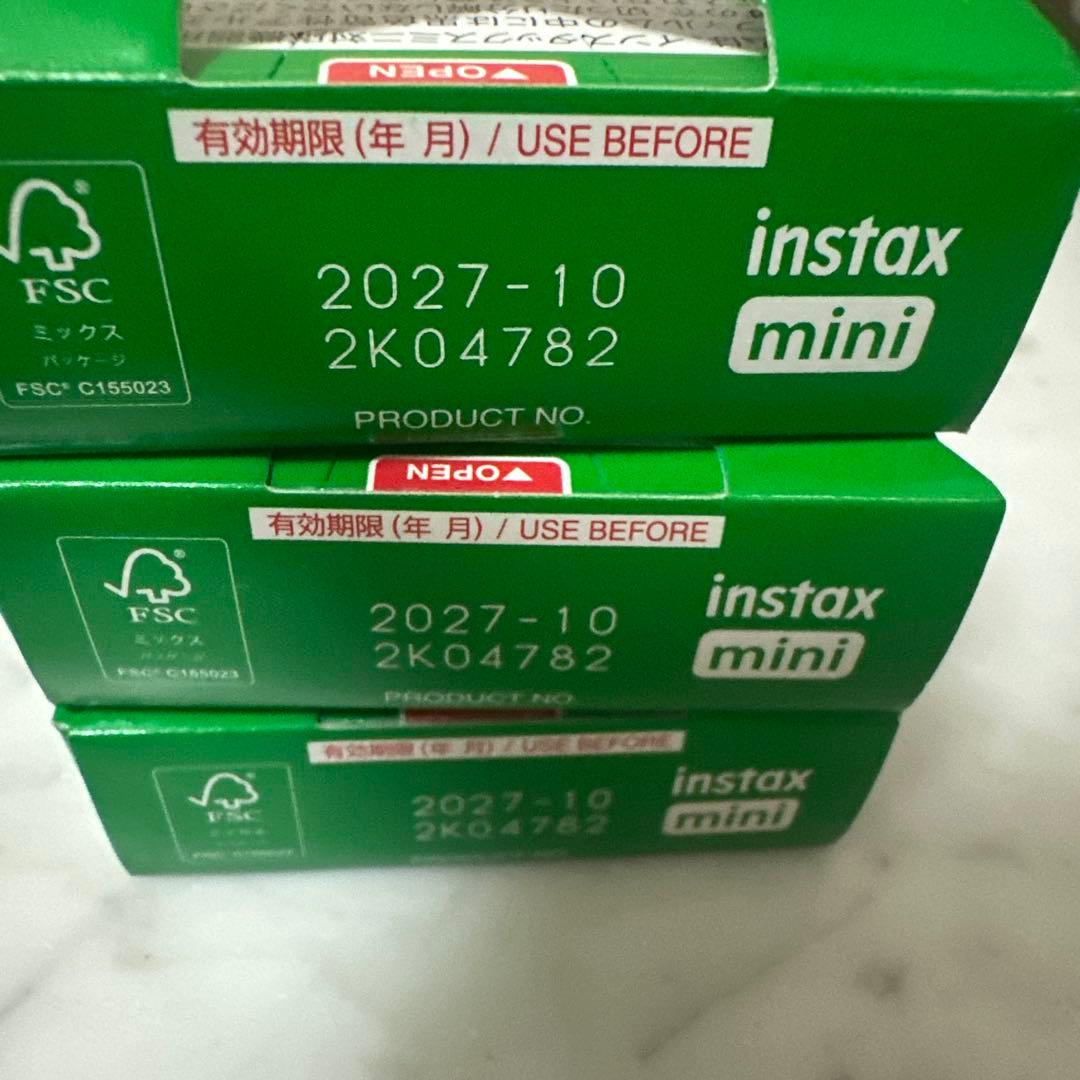 ▼OPEN
有効期限(年 月) / USE BEFORE
FSC®
ミックス
パッケージ
FSC® C155023
2027-10
2K04782
PRODUCT NO.
instax
mini
▼OPEN
有効期限(年 月) / USE BEFORE
FSC®
ミックス
FSC® C155023
2027-10
2K04782
PRODUCT NO.
instax
mini
有効期限(年 月) / USE BEFORE
FSC
2027-10
2K04782
instax
mini